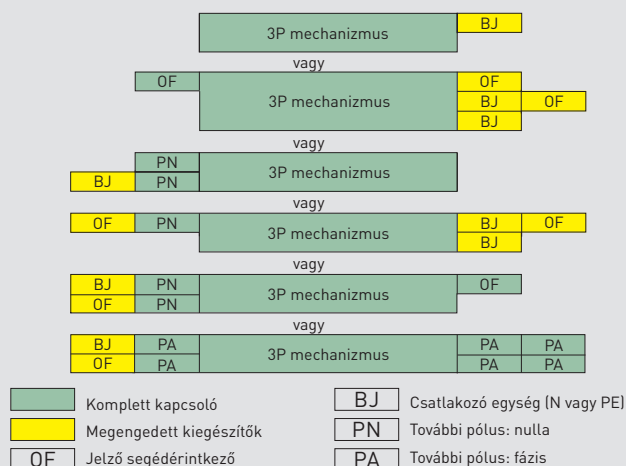 3P mechanizmus BJ
vagy
OF 3P mechanizmus OF
BJ OF
BJ
vagy
PN 3P mechanizmus
BJ PN
vagy
OF PN 3P mechanizmus BJ OF
BJ
vagy
BJ PN 3P mechanizmus OF
OF PN
vagy
BJ PA 3P mechanizmus PA PA
OF PA PA PA
Komplett kapcsoló
Megengedett kiegészítők
OF Jelző segédérintkező
BJ Csatlakozó egység (N vagy PE)
PN További pólus: nulla
PA További pólus: fázis